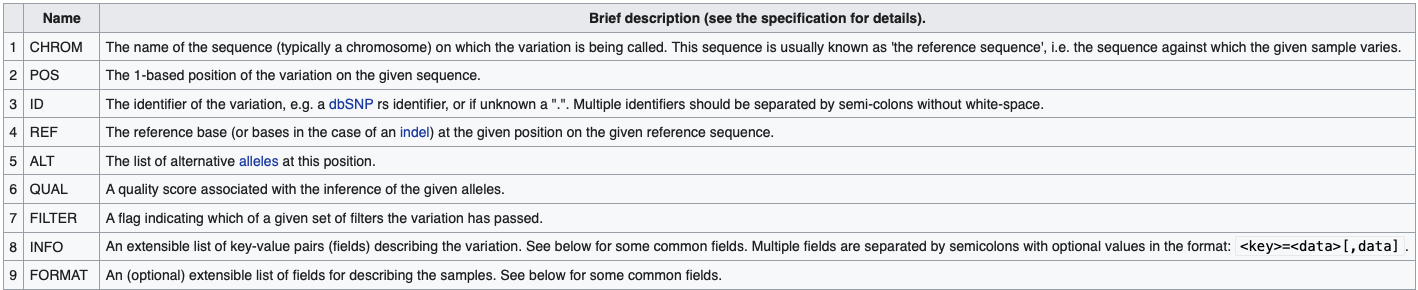 Name Brief description (see the specification for details).
1 CHROM The name of the sequence (typically a chromosome) on which the variation is being called. This sequence is usually known as 'the reference sequence', i.e. the sequence against which the given sample varies.
2 POS The 1-based position of the variation on the given sequence.
3 ID The identifier of the variation, e.g. a dbSNP rs identifier, or if unknown a ".". Multiple identifiers should be separated by semi-colons without white-space.
4 REF The reference base (or bases in the case of an indel) at the given position on the given reference sequence.
5 ALT The list of alternative alleles at this position.
6 QUAL A quality score associated with the inference of the given alleles.
7 FILTER A flag indicating which of a given set of filters the variation has passed.
8 INFO An extensible list of key-value pairs (fields) describing the variation. See below for some common fields. Multiple fields are separated by semicolons with optional values in the format: <key>=<data>[,data] .
9 FORMAT An (optional) extensible list of fields for describing the samples. See below for some common fields.